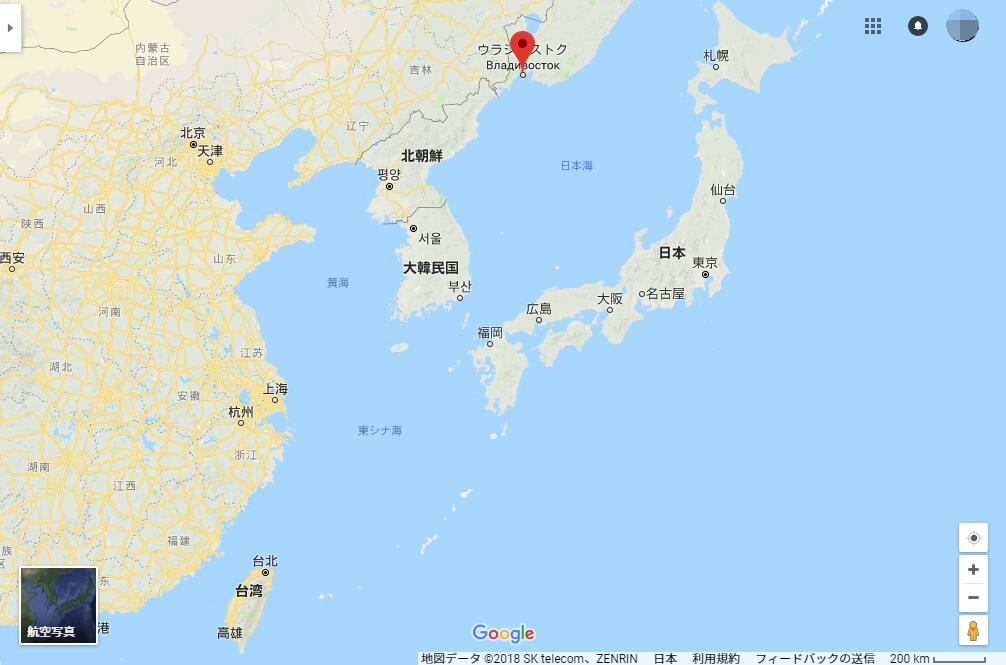 ウラジ
ストク
Владивосток
札幌
内蒙古
自治区
吉林
辽宁
北京
天津
河北
北朝鮮
평양
日本海
山西
陕西
仙台
서울
山东
西安
大韓民国
日本
東京
黄海
부산
大阪
名古屋
河南
広島
福岡
江苏
湖北
安徽
上海
杭州
東シナ海
浙江
湖南
江西
福建
族
区
台北
东
台湾
航空写真
港
高雄
Google
地図データ ©2018 SK telecom、ZENRIN 日本 利用規約 フィードバックの送信 200 km